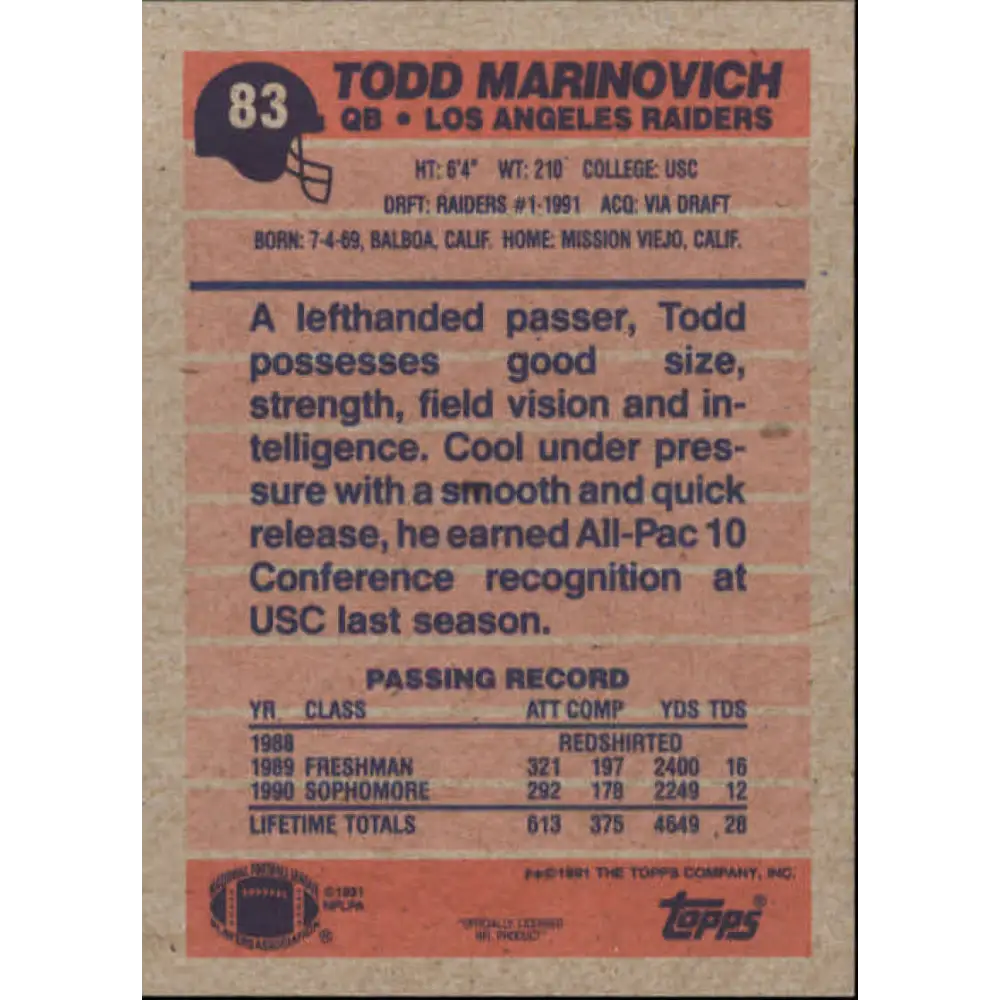 83
TODD MARINOVICH
QB • LOS ANGELES RAIDERS
HT: 6'4" WT: 210 COLLEGE: USC
DRFT: RAIDERS #1-1991 ACQ: VIA DRAFT
BORN: 7-4-69, BALBOA, CALIF. HOME: MISSION VIEJO, CALIF.
A lefthanded passer, Todd
possesses good size,
strength, field vision and in-
telligence. Cool under pres-
sure with a smooth and quick
release, he earned All-Pac 10
Conference recognition at
USC last season.
PASSING RECORD
YR CLASS ATT COMP YDS TDS
1988 REDSHIRTED
1989 FRESHMAN 321 197 2400 16
1990 SOPHOMORE 292 178 2249 12
LIFETIME TOTALS 613 375 4649 28
©1991 THE TOPPS COMPANY, INC.
NATIONAL FOOTBALL LEAGUE
PLAYERS ASSOCIATION ®
©1991
NFLPA
"OFFICIALLY LICENSED
NFL PRODUCT"
topps®